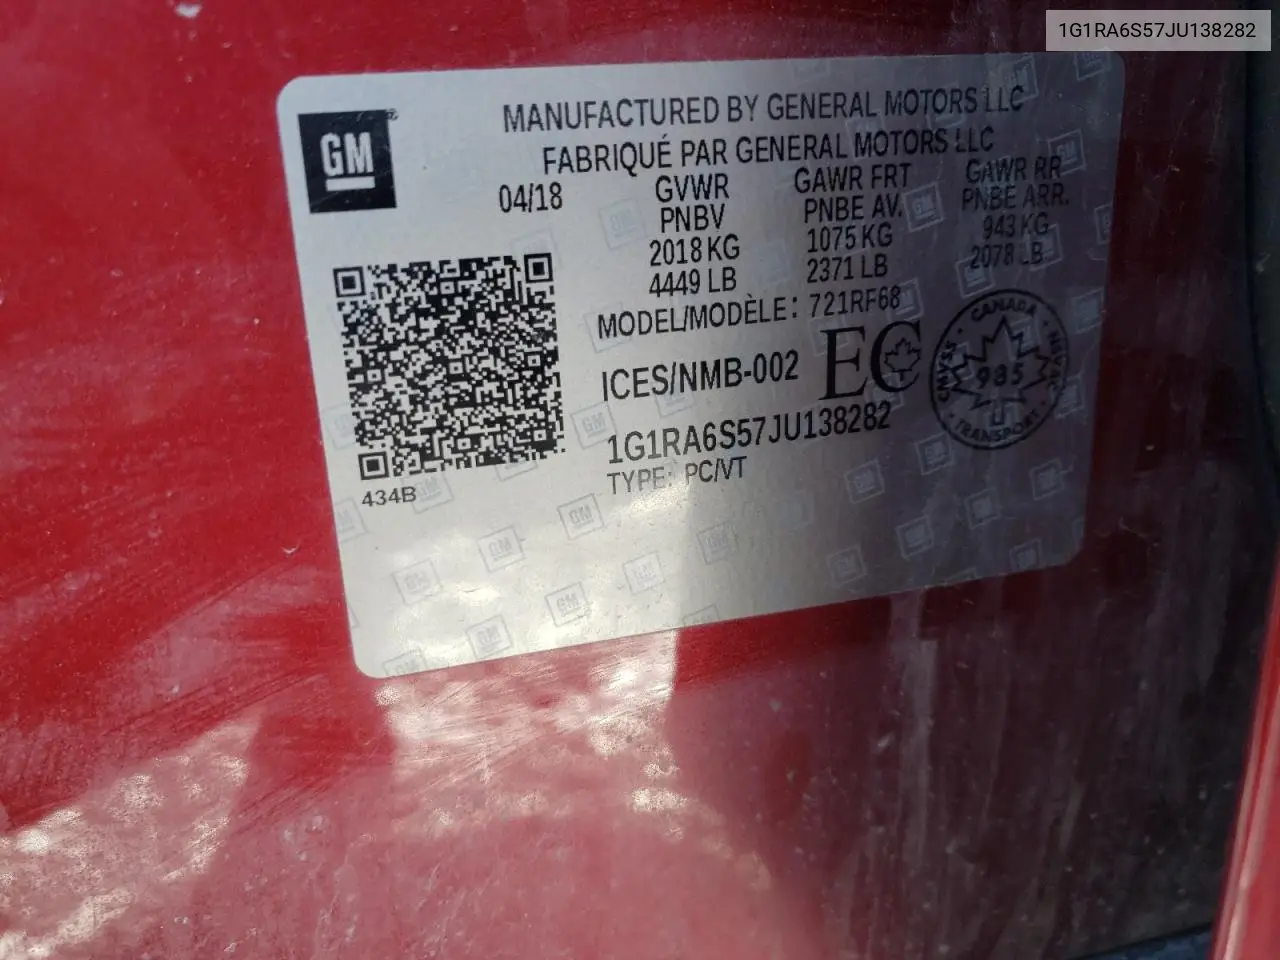 1G1RA6S57JU138282
GM
MANUFACTURED BY GENERAL MOTORS LLC
FABRIQUÉ PAR GENERAL MOTORS LLC
04/18 GVWR GAWR FRT GAWR RR
PNBV PNBE AV. PNBE ARR.
2018 KG 1075 KG 943 KG
4449 LB 2371 LB 2078 LB
MODEL/MODÈLE: 721RF68
ICES/NMB-002 EC
CANADA
CMVSS NSVAC
985
TRANSPORT
1G1RA6S57JU138282
TYPE: PC/VT
434B